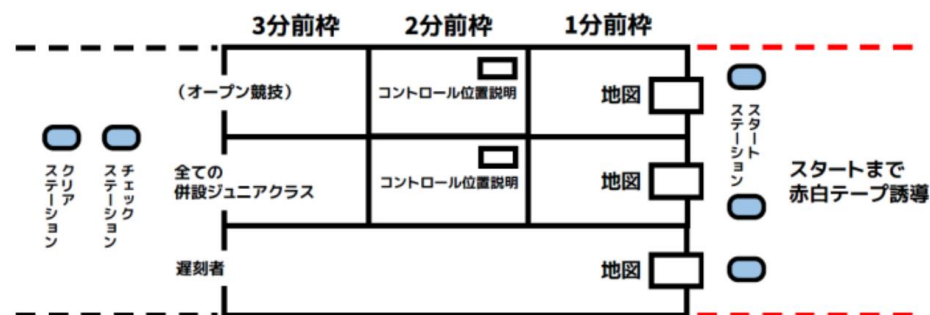 3分前枠
2分前枠
1分前枠
（オープン競技）
コントロール位置説明
地図
クリア
ステーション
チェック
ステーション
全ての
併設ジュニアクラス
コントロール位置説明
地図
スタート
ステーション
スタートまで
赤白テープ誘導
遅刻者
地図